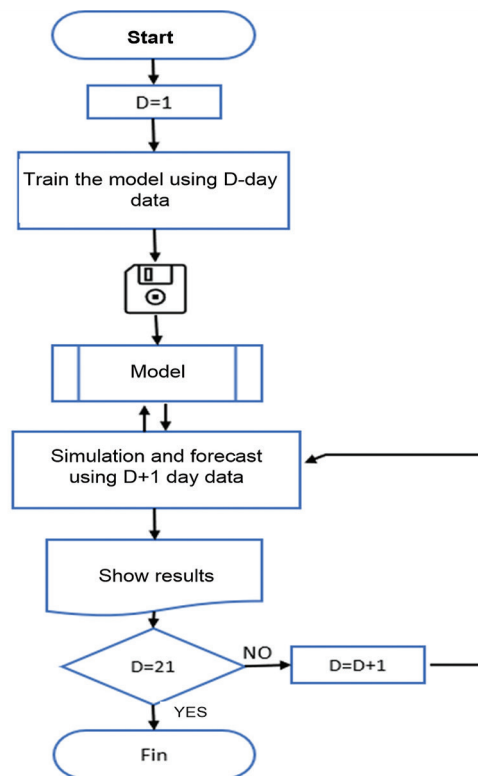 Start
D=1
Train the model using D-day
data
Model
Simulation and forecast
using D+1 day data
Show results
D=21
NO
D=D+1
YES
Fin